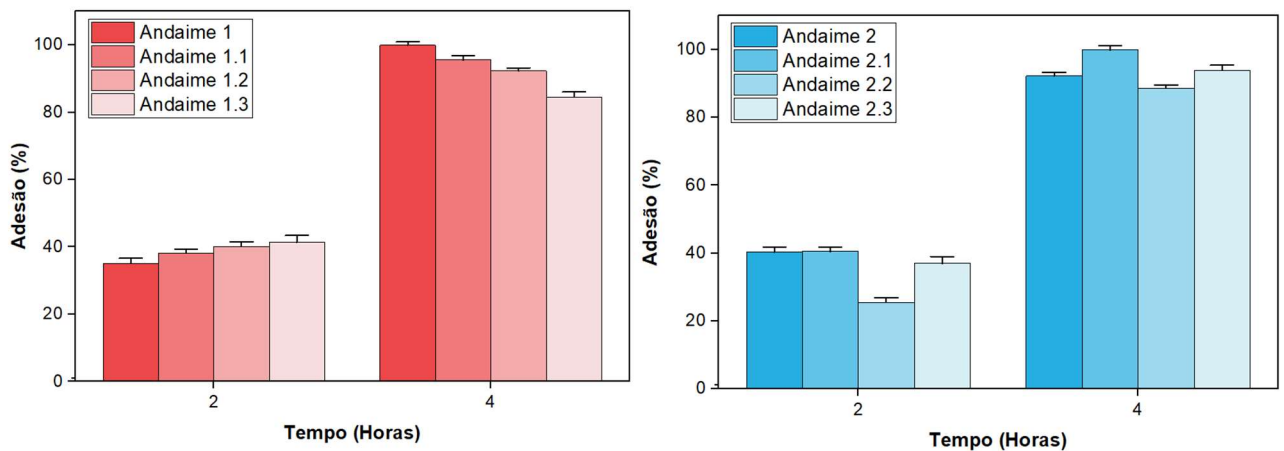 Andaime 1
Andaime 1.1
Andaime 1.2
Andaime 1.3
Adesão (%)
100
80
60
40
20
0
2
4
Tempo (Horas)
Andaime 2
Andaime 2.1
Andaime 2.2
Andaime 2.3
Adesão (%)
100
80
60
40
20
0
2
4
Tempo (Horas)